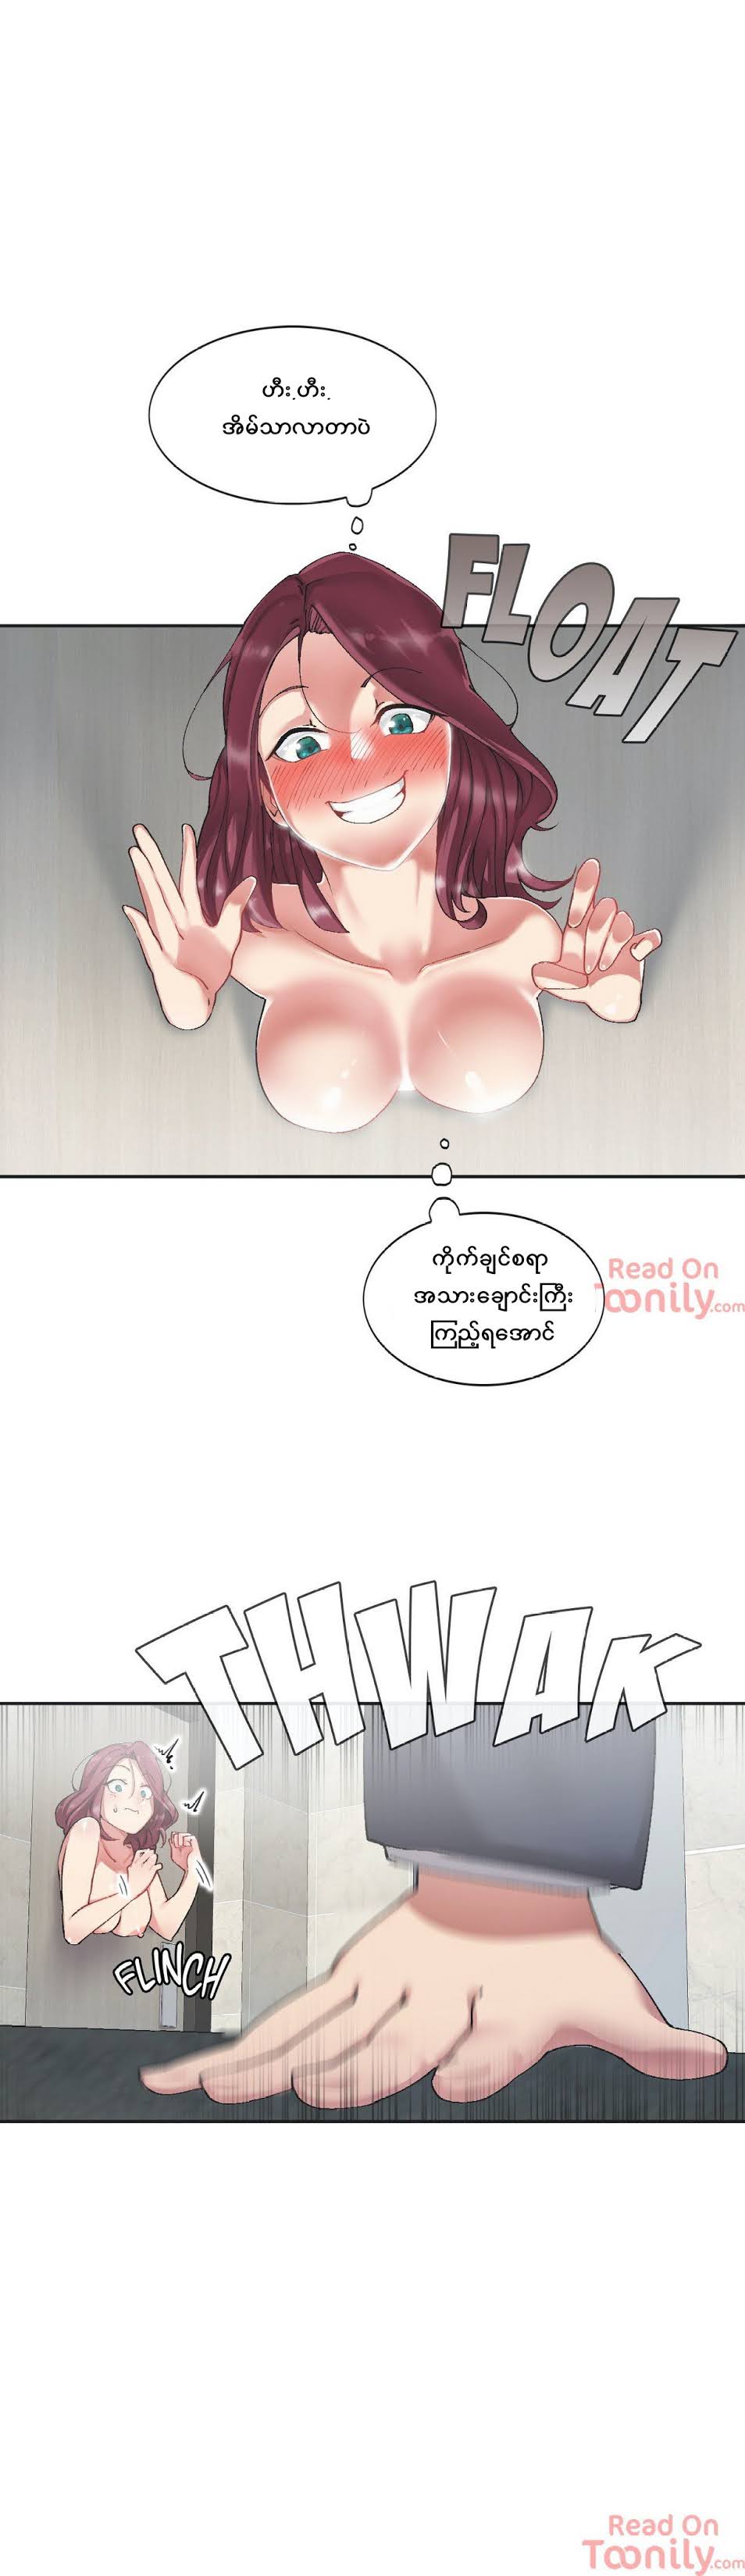 ဟီး.ဟီး.
အိမ်သာလာတာပဲ
FLOAT
ကိုက်ချင်စရာ
အသားချောင်းကြီး
ကြည့်ရအောင်
Read On
Toonily.com
THWAK
FLINCH
Read On
Toonily.com